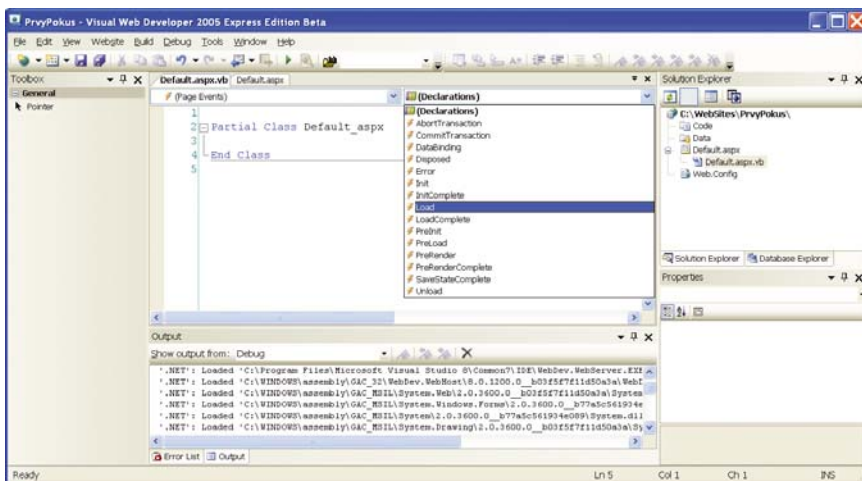 PrvyPokus - Visual Web Developer 2005 Express Edition Beta
File Edit View Website Build Debug Tools Window Help
Toolbox
General
Pointer
Default.aspx.vb Default.aspx
(Page Events)
(Declarations)
1
2 Partial Class Default_aspx
3
4 End Class
5
(Declarations)
AbortTransaction
CommitTransaction
DataBinding
Disposed
Error
Init
InitComplete
Load
LoadComplete
PreInit
PreLoad
PreRender
PreRenderComplete
SaveStateComplete
Unload
Solution Explorer
C:\WebSites\PrvyPokus\
Code
Data
Default.aspx
Default.aspx.vb
Web.Config
Solution Explorer Database Explorer
Properties
Output
Show output from: Debug
'.NET': Loaded 'C:\Program Files\Microsoft Visual Studio 8\Common7\IDE\WebDev.WebServer.EXE
'.NET': Loaded 'C:\WINDOWS\assembly\GAC_32\WebDev.WebHost\8.0.1200.0__b03f5f7f11d50a3a\WebD
'.NET': Loaded 'C:\WINDOWS\assembly\GAC_MSIL\System.Web\2.0.3600.0__b03f5f7f11d50a3a\System
'.NET': Loaded 'C:\WINDOWS\assembly\GAC_MSIL\System.Windows.Forms\2.0.3600.0__b77a5c561934e
'.NET': Loaded 'C:\WINDOWS\assembly\GAC_MSIL\System\2.0.3600.0__b77a5c561934e089\System.dll
'.NET': Loaded 'C:\WINDOWS\assembly\GAC_MSIL\System.Drawing\2.0.3600.0__b03f5f7f11d50a3a\Sy
Error List Output
Ready Ln 5 Col 1 Ch 1 INS